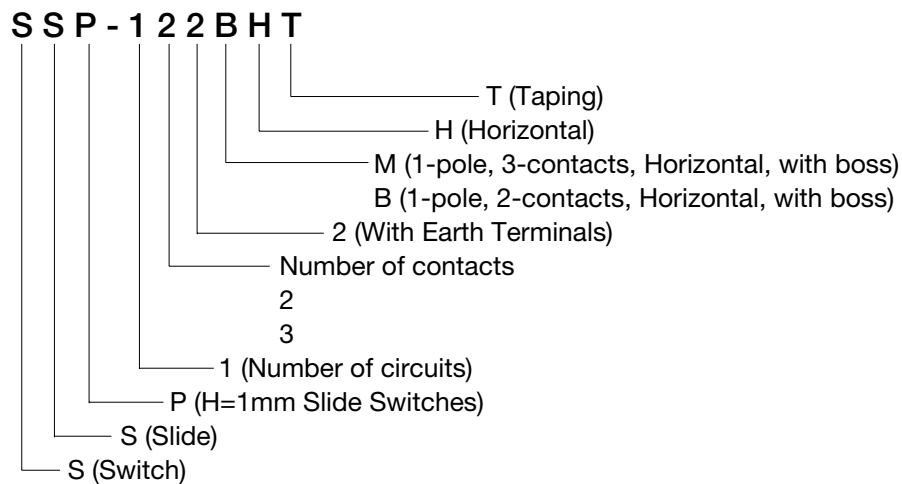 SSP-122BHT
T (Taping)
H (Horizontal)
M (1-pole, 3-contacts, Horizontal, with boss)
B (1-pole, 2-contacts, Horizontal, with boss)
2 (With Earth Terminals)
Number of contacts
2
3
1 (Number of circuits)
P (H=1mm Slide Switches)
S (Slide)
S (Switch)